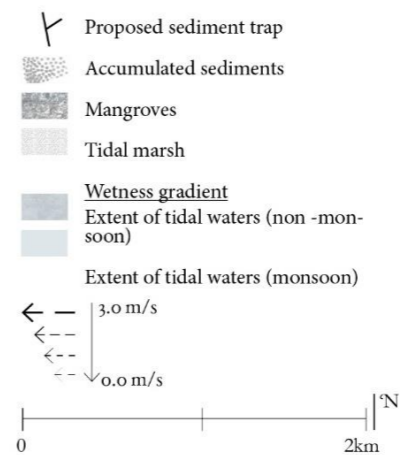 Proposed sediment trap
Accumulated sediments
Mangroves
Tidal marsh
Wetness gradient
Extent of tidal waters (non -mon-
soon)
Extent of tidal waters (monsoon)
3.0 m/s
0.0 m/s
'N
0
2km